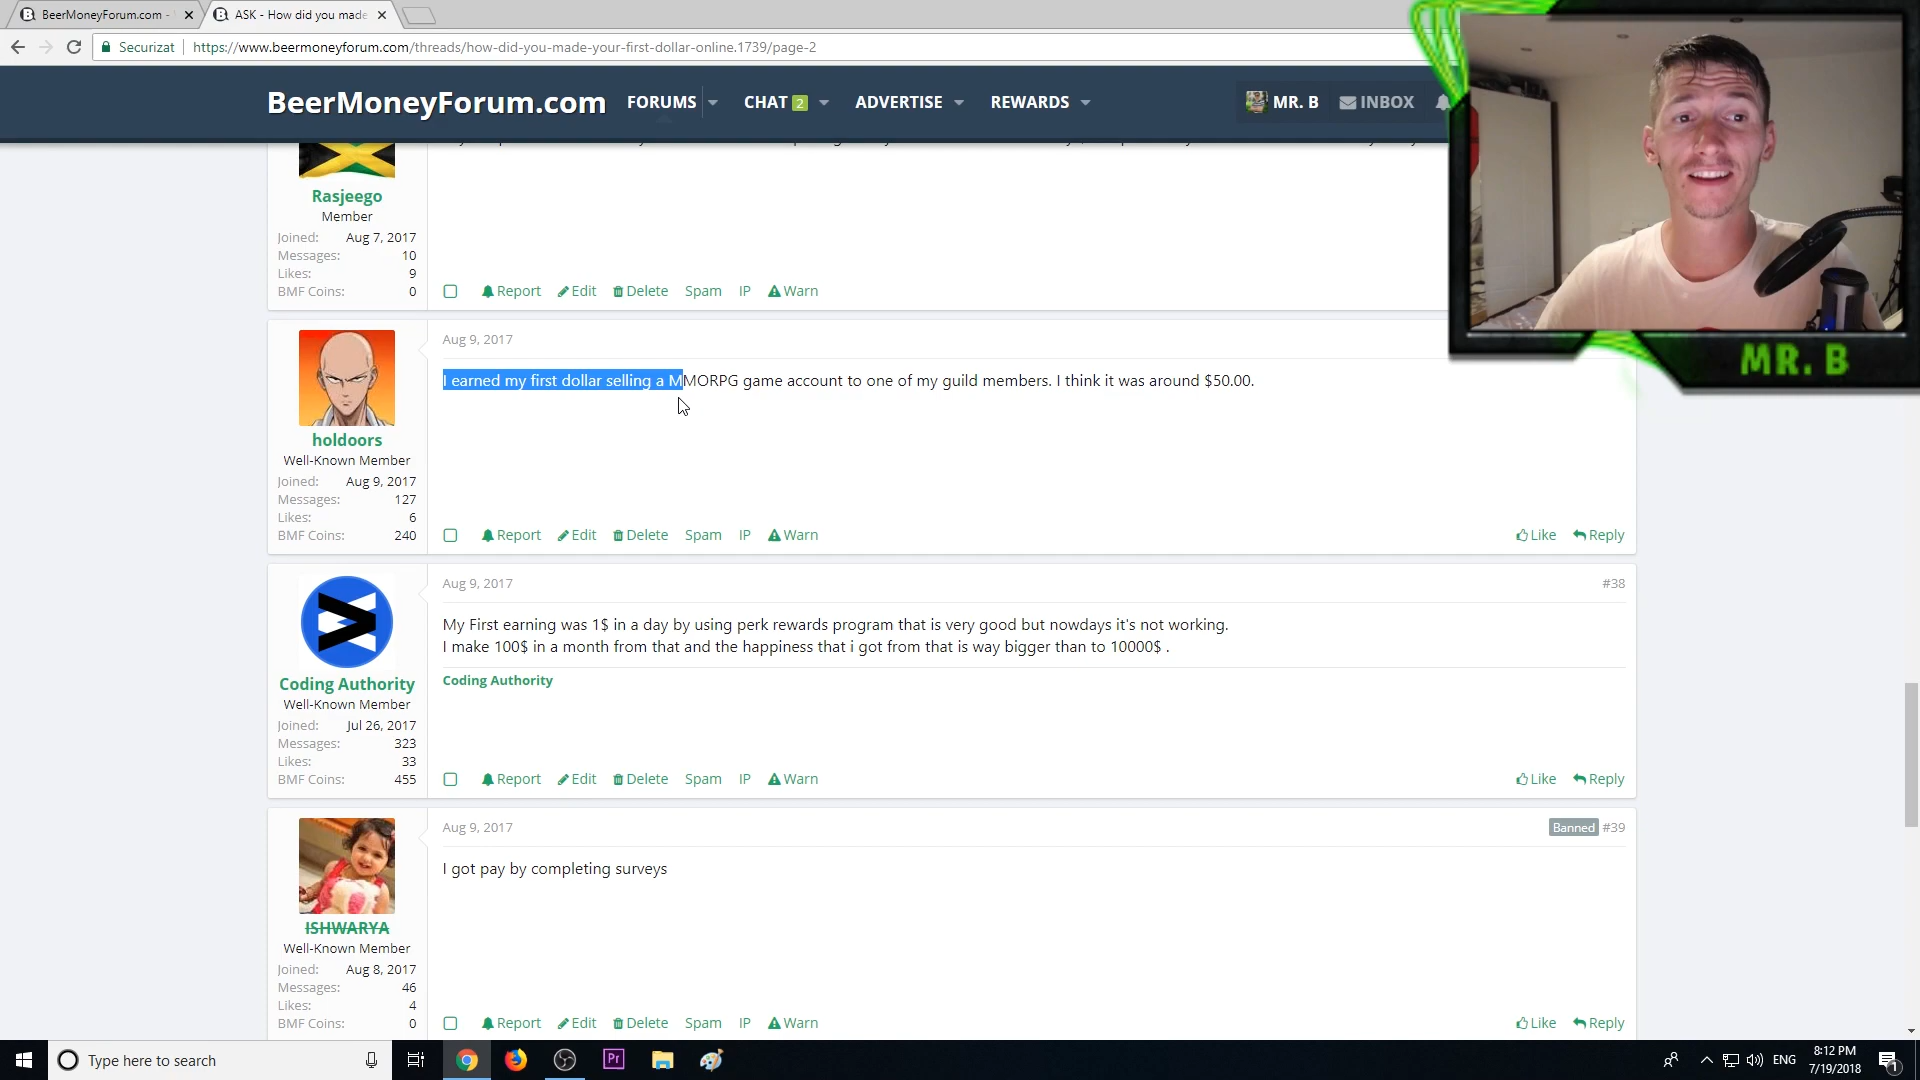 BeerMoneyForum.com -
ASK - How did you made
Securizat
https://www.beermoneyforum.com/threads/how-did-you-made-your-first-dollar-online.1739/page-2
BeerMoneyForum.com
FORUMS
CHAT 2
ADVERTISE
REWARDS
MR. B
INBOX
MR. B
Rasjeego
Member
Joined: Aug 7, 2017
Messages: 10
Likes: 9
BMF Coins: 0
Report Edit Delete Spam IP Warn
Aug 9, 2017
I earned my first dollar selling a MMORPG game account to one of my guild members. I think it was around $50.00.
holdoors
Well-Known Member
Joined: Aug 9, 2017
Messages: 127
Likes: 6
BMF Coins: 240
Report Edit Delete Spam IP Warn Like Reply
Aug 9, 2017 #38
My First earning was 1$ in a day by using perk rewards program that is very good but nowdays it's not working.
I make 100$ in a month from that and the happiness that i got from that is way bigger than to 10000$ .
Coding Authority
Coding Authority
Well-Known Member
Joined: Jul 26, 2017
Messages: 323
Likes: 33
BMF Coins: 455
Report Edit Delete Spam IP Warn Like Reply
Aug 9, 2017 Banned #39
I got pay by completing surveys
ISHWARYA
Well-Known Member
Joined: Aug 8, 2017
Messages: 46
Likes: 4
BMF Coins: 0
Report Edit Delete Spam IP Warn Like Reply
Type here to search
Pr
ENG
8:12 PM
7/19/2018
1